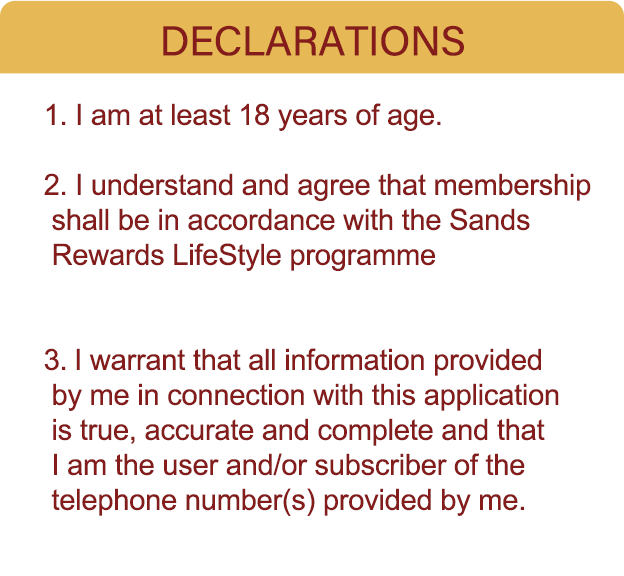 DECLARATIONS
1. I am at least 18 years of age.
2. I understand and agree that membership
shall be in accordance with the Sands
Rewards LifeStyle programme
3. I warrant that all information provided
by me in connection with this application
is true, accurate and complete and that
I am the user and/or subscriber of the
telephone number(s) provided by me.